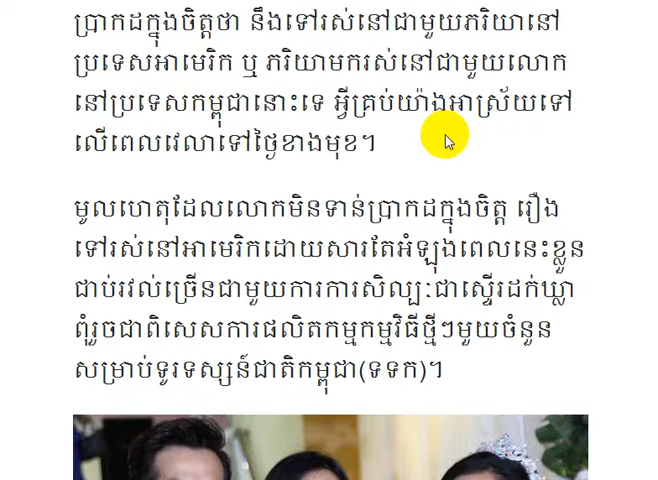 ប្រាកដក្នុងចិត្តថា នឹងទៅរស់នៅជាមួយភរិយានៅ
ប្រទេសអាមេរិក ឬ ភរិយាមករស់នៅជាមួយលោក
នៅប្រទេសកម្ពុជានោះទេ អ្វីគ្រប់យ៉ាងអាស្រ័យទៅ
លើពេលវេលាទៅថ្ងៃខាងមុខ។
មូលហេតុដែលលោកមិនទាន់ប្រាកដក្នុងចិត្ត រឿង
ទៅរស់នៅអាមេរិកដោយសារតែអំឡុងពេលនេះខ្លួន
ជាប់រវល់ច្រើនជាមួយការការសិល្បៈជាស្ទើរដក់ឃ្លា
ពុំរួចជាពិសេសការផលិតកម្មកម្មវិធីថ្មីៗមួយចំនួន
សម្រាប់ទូរទស្សន៍ជាតិកម្ពុជា(ទទក)។